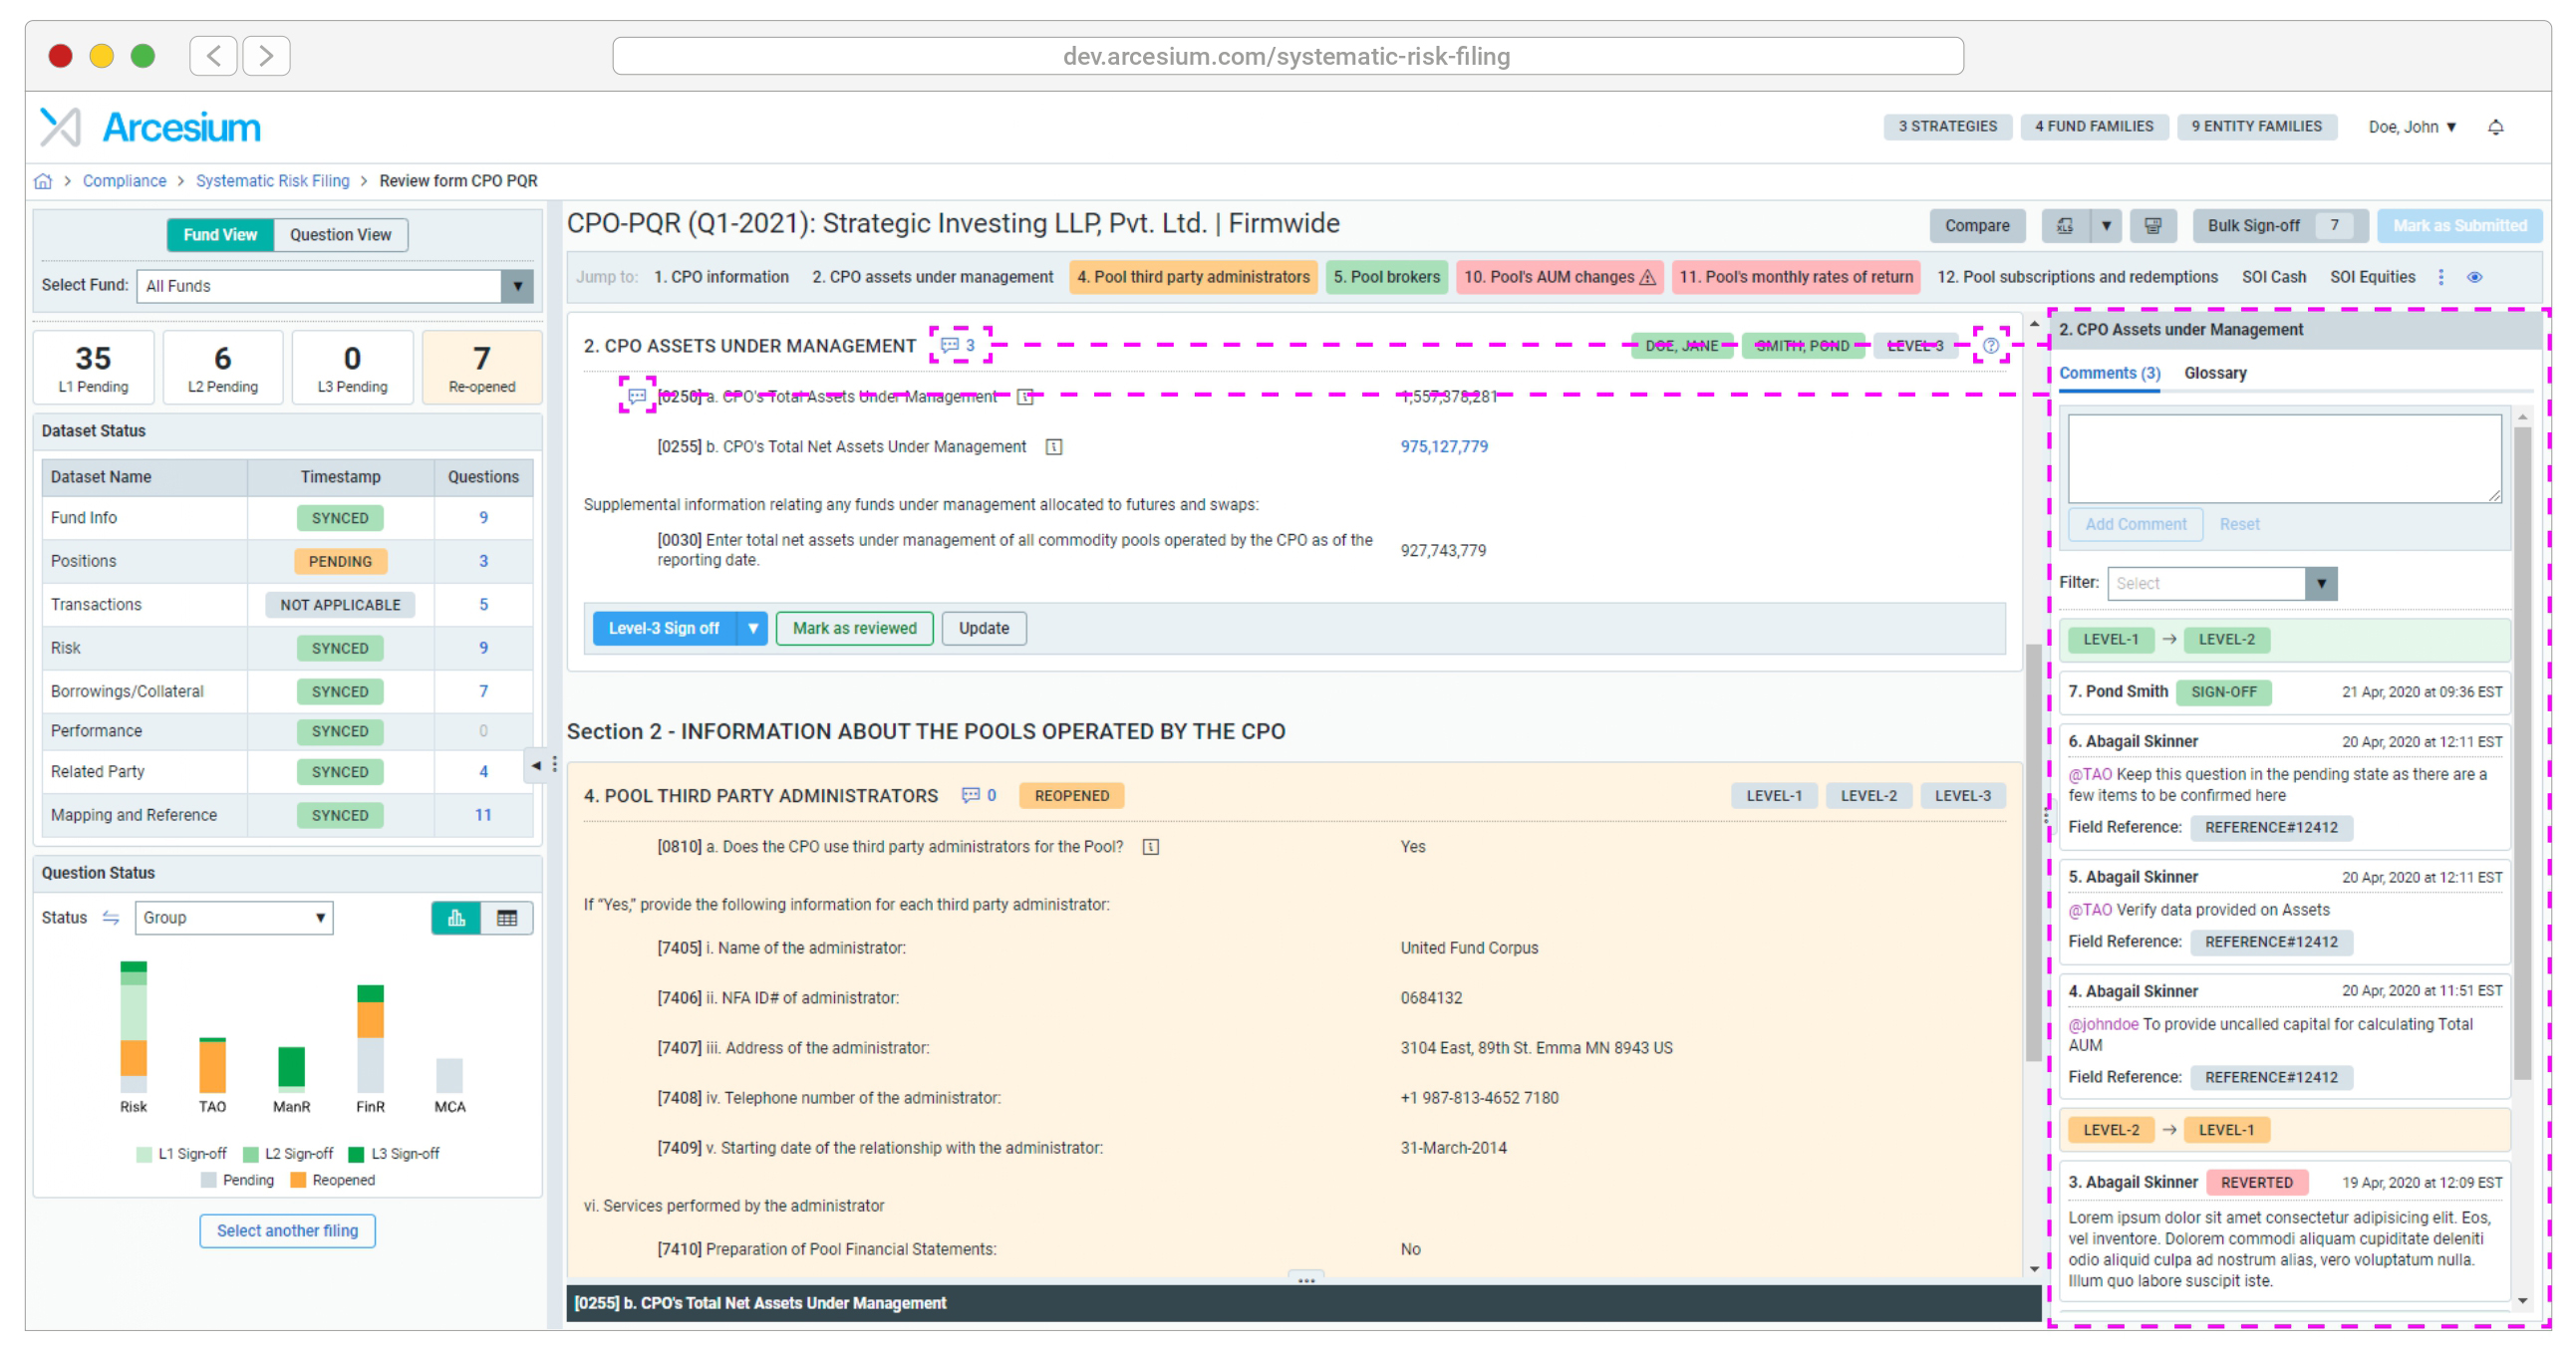 dev.arcesium.com/systematic-risk-filing
Arcesium
3 STRATEGIES 4 FUND FAMILIES 9 ENTITY FAMILIES Doe, John ▼
> Compliance > Systematic Risk Filing > Review form CPO PQR
Fund View Question View
Select Fund: All Funds
35 6 0 7
L1 Pending L2 Pending L3 Pending Re-opened
Dataset Status
Dataset Name Timestamp Questions
Fund Info SYNCED 9
Positions PENDING 3
Transactions NOT APPLICABLE 5
Risk SYNCED 9
Borrowings/Collateral SYNCED 7
Performance SYNCED 0
Related Party SYNCED 4
Mapping and Reference SYNCED 11
Question Status
Status Group
Risk TAO ManR FinR MCA
L1 Sign-off L2 Sign-off L3 Sign-off
Pending Reopened
Select another filing
CPO-PQR (Q1-2021): Strategic Investing LLP, Pvt. Ltd. | Firmwide
Compare XLS Bulk Sign-off 7 Mark as Submitted
Jump to: 1. CPO information 2. CPO assets under management 4. Pool third party administrators 5. Pool brokers 10. Pool's AUM changes 11. Pool's monthly rates of return 12. Pool subscriptions and redemptions SOI Cash SOI Equities
2. CPO ASSETS UNDER MANAGEMENT 3 DOE, JANE SMITH, POND LEVEL-3
[0250] a. CPO's Total Assets Under Management 1,557,378,281
[0255] b. CPO's Total Net Assets Under Management 975,127,779
Supplemental information relating any funds under management allocated to futures and swaps:
[0030] Enter total net assets under management of all commodity pools operated by the CPO as of the
reporting date.
927,743,779
Level-3 Sign off Mark as reviewed Update
Section 2 - INFORMATION ABOUT THE POOLS OPERATED BY THE CPO
4. POOL THIRD PARTY ADMINISTRATORS 0 REOPENED LEVEL-1 LEVEL-2 LEVEL-3
[0810] a. Does the CPO use third party administrators for the Pool? Yes
If “Yes,” provide the following information for each third party administrator:
[7405] i. Name of the administrator: United Fund Corpus
[7406] ii. NFA ID# of administrator: 0684132
[7407] iii. Address of the administrator: 3104 East, 89th St. Emma MN 8943 US
[7408] iv. Telephone number of the administrator: +1 987-813-4652 7180
[7409] v. Starting date of the relationship with the administrator: 31-March-2014
vi. Services performed by the administrator
[7410] Preparation of Pool Financial Statements: No
[0255] b. CPO's Total Net Assets Under Management
2. CPO Assets under Management
Comments (3) Glossary
Add Comment Reset
Filter: Select
LEVEL-1 → LEVEL-2
7. Pond Smith SIGN-OFF 21 Apr, 2020 at 09:36 EST
6. Abagail Skinner 20 Apr, 2020 at 12:11 EST
@TAO Keep this question in the pending state as there are a
few items to be confirmed here
Field Reference: REFERENCE#12412
5. Abagail Skinner 20 Apr, 2020 at 12:11 EST
@TAO Verify data provided on Assets
Field Reference: REFERENCE#12412
4. Abagail Skinner 20 Apr, 2020 at 11:51 EST
@johndoe To provide uncalled capital for calculating Total
AUM
Field Reference: REFERENCE#12412
LEVEL-2 → LEVEL-1
3. Abagail Skinner REVERTED 19 Apr, 2020 at 12:09 EST
Lorem ipsum dolor sit amet consectetur adipisicing elit. Eos,
vel inventore. Dolorem commodi aliquam cupiditate deleniti
odio aliquid culpa ad nostrum alias, vero voluptatum nulla.
Illum quo labore suscipit iste.